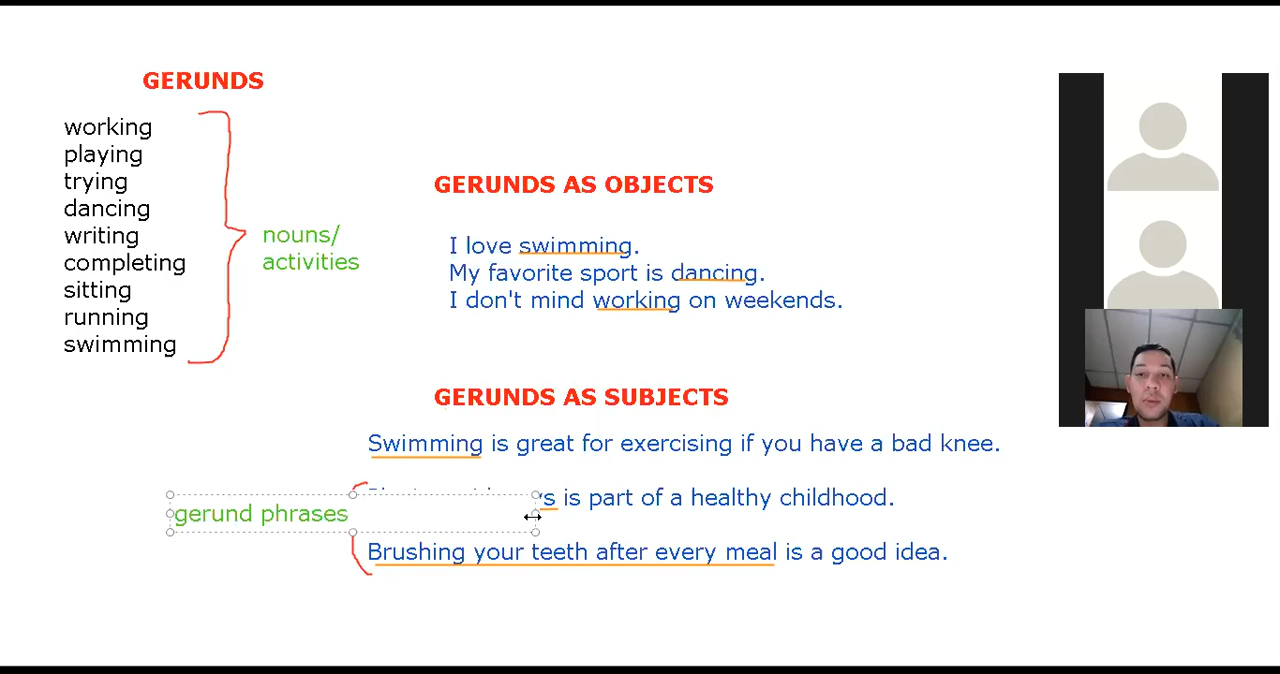 GERUNDS
working
playing
trying
dancing
writing
completing
sitting
running
swimming
nouns/
activities
GERUNDS AS OBJECTS
I love swimming.
My favorite sport is dancing.
I don't mind working on weekends.
GERUNDS AS SUBJECTS
Swimming is great for exercising if you have a bad knee.
is part of a healthy childhood.
gerund phrases
Brushing your teeth after every meal is a good idea.